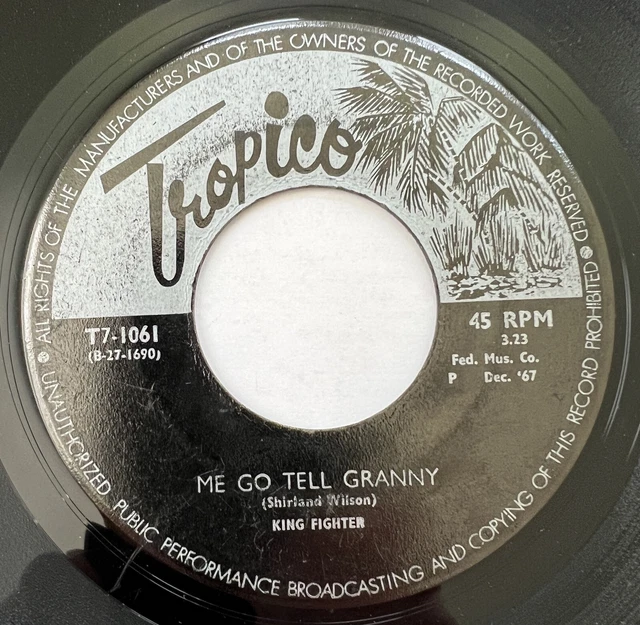 ALL RIGHTS OF THE MANUFACTURERS AND OF THE OWNERS OF THE RECORDED WORK RESERVED
Tropico
T7-1061
(B-27-1690)
45 RPM
3.23
Fed. Mus. Co.
P Dec. '67
ME GO TELL GRANNY
(Shirland Wilson)
KING FIGHTER
UNAUTHORIZED PUBLIC PERFORMANCE BROADCASTING AND COPYING OF THIS RECORD PROHIBITED